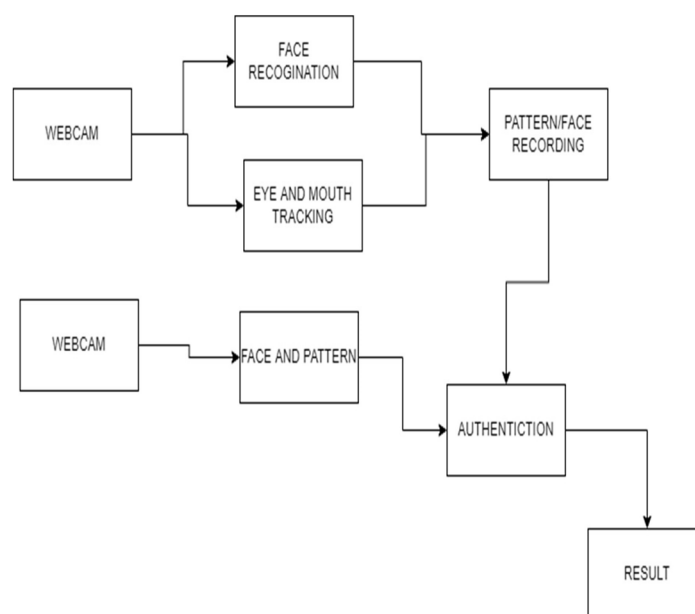 FACE
RECOGINATION
WEBCAM
PATTERN/FACE
RECORDING
EYE AND MOUTH
TRACKING
WEBCAM
FACE AND PATTERN
AUTHENTICTION
RESULT